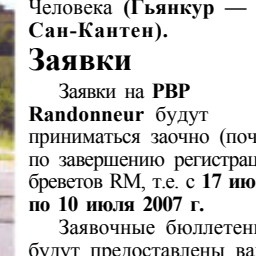 Человека (Гьянкур —
Сан-Кантен).
Заявки
Заявки на PBP
Randonneur будут
приниматься заочно (поч
по завершению регистрац
бреветов RM, т.е. с 17 ию
по 10 июля 2007 г.
Заявочные бюллетен
будут предоставлены ва